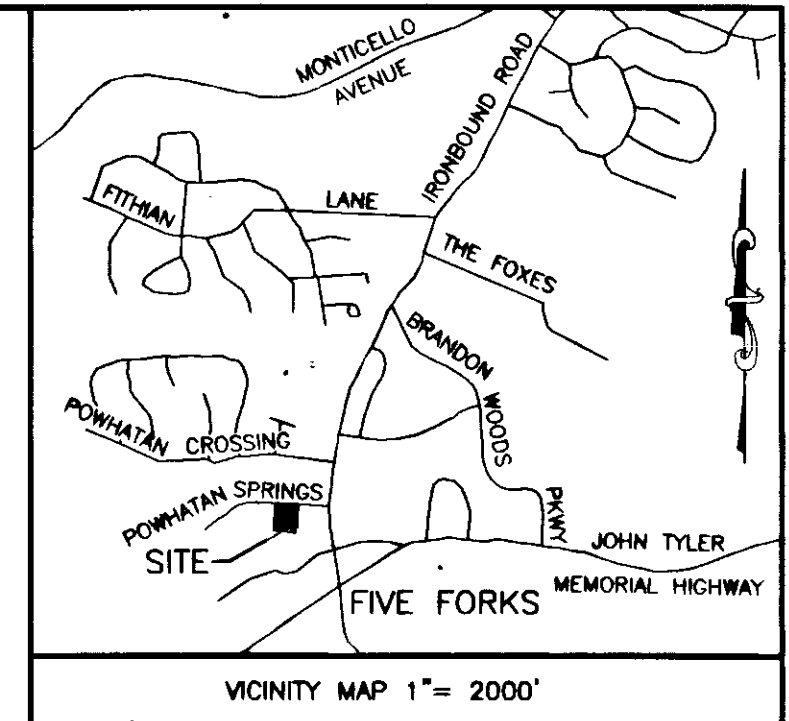 MONTICELLO
AVENUE
IRONBOUND ROAD
FITHIAN
LANE
THE FOXES
BRANDON
WOODS
PKWY
POWHATAN CROSSING
POWHATAN SPRINGS
SITE
JOHN TYLER
MEMORIAL HIGHWAY
FIVE FORKS
VICINITY MAP 1"= 2000'